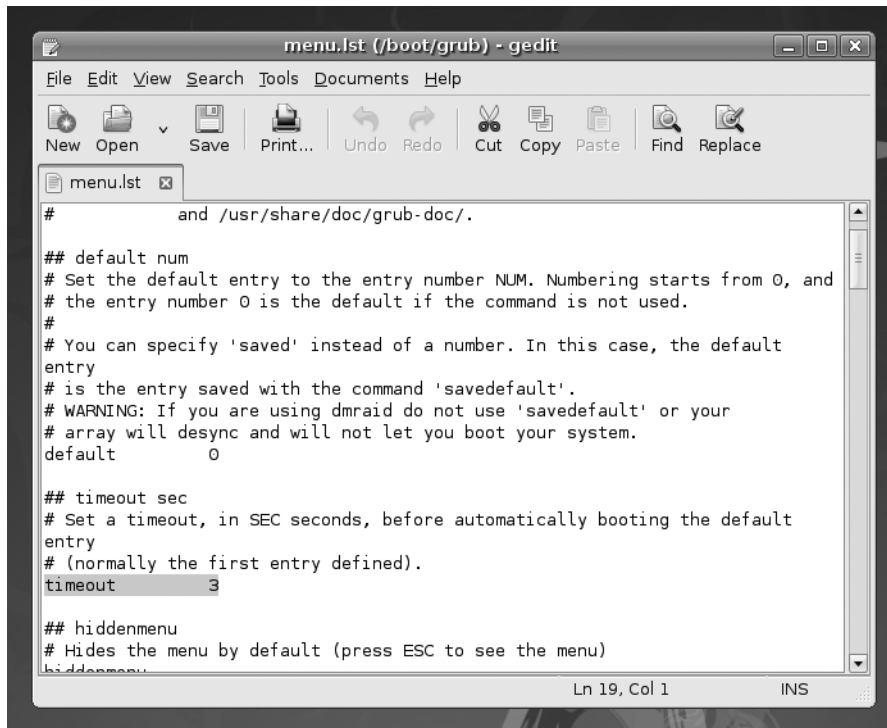 menu.lst (/boot/grub) - gedit
File Edit View Search Tools Documents Help
New Open Save Print... Undo Redo Cut Copy Paste Find Replace
menu.lst
# and /usr/share/doc/grub-doc/.
## default num
# Set the default entry to the entry number NUM. Numbering starts from 0, and
# the entry number 0 is the default if the command is not used.
#
# You can specify 'saved' instead of a number. In this case, the default
entry
# is the entry saved with the command 'savedefault'.
# WARNING: If you are using dmraid do not use 'savedefault' or your
# array will desync and will not let you boot your system.
default 0
## timeout sec
# Set a timeout, in SEC seconds, before automatically booting the default
entry
# (normally the first entry defined).
timeout 3
## hiddenmenu
# Hides the menu by default (press ESC to see the menu)
hiddenmenu
Ln 19, Col 1 INS